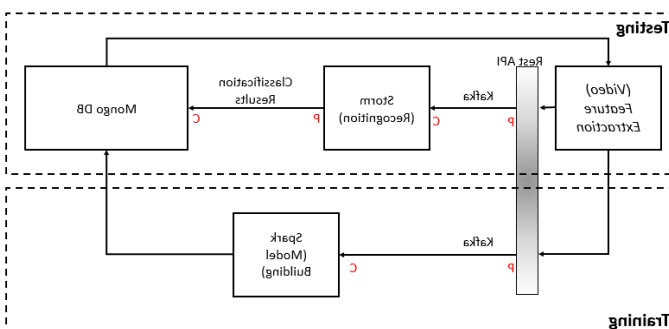 Testing
Rest API
(Video)
Feature
Extraction
Kafka
P
C
Storm
(Recognition)
Classification
Results
P
C
Mongo DB
Kafka
P
C
Spark
(Model
Building)
Training